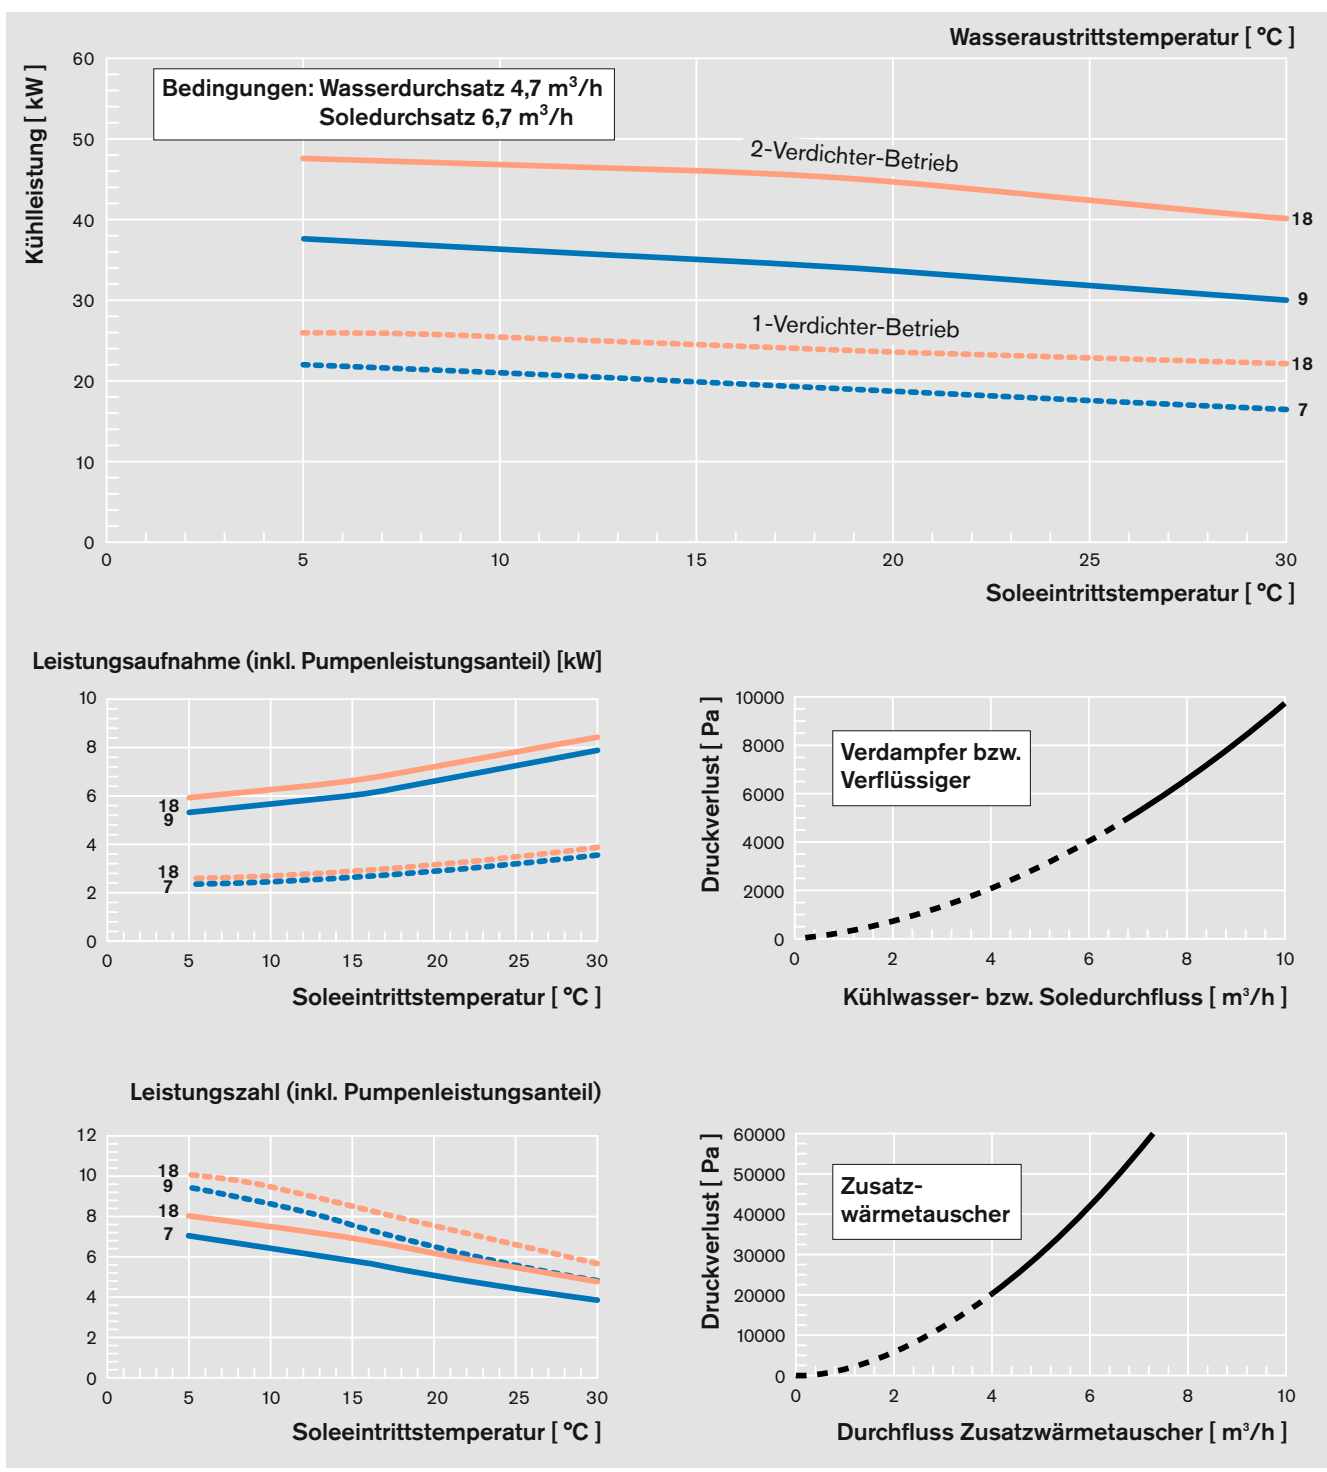 Wasseraustrittstemperatur [ °C ]
Kühlleistung [ kW ]
60
50
40
30
20
10
0
Bedingungen: Wasserdurchsatz 4,7 m³/h
Soledurchsatz 6,7 m³/h
2-Verdichter-Betrieb
18
9
1-Verdichter-Betrieb
18
7
0 5 10 15 20 25 30
Soleeintrittstemperatur [ °C ]
Leistungsaufnahme (inkl. Pumpenleistungsanteil) [kW]
10
8
6
4
2
0
18
9
18
7
0 5 10 15 20 25 30
Soleeintrittstemperatur [ °C ]
Druckverlust [ Pa ]
10000
8000
6000
4000
2000
0
Verdampfer bzw.
Verflüssiger
0 2 4 6 8 10
Kühlwasser- bzw. Soledurchfluss [ m³/h ]
Leistungszahl (inkl. Pumpenleistungsanteil)
12
10
8
6
4
2
0
18
9
18
7
0 5 10 15 20 25 30
Soleeintrittstemperatur [ °C ]
Druckverlust [ Pa ]
60000
50000
40000
30000
20000
10000
0
Zusatz-
wärmetauscher
0 2 4 6 8 10
Durchfluss Zusatzwärmetauscher [ m³/h ]